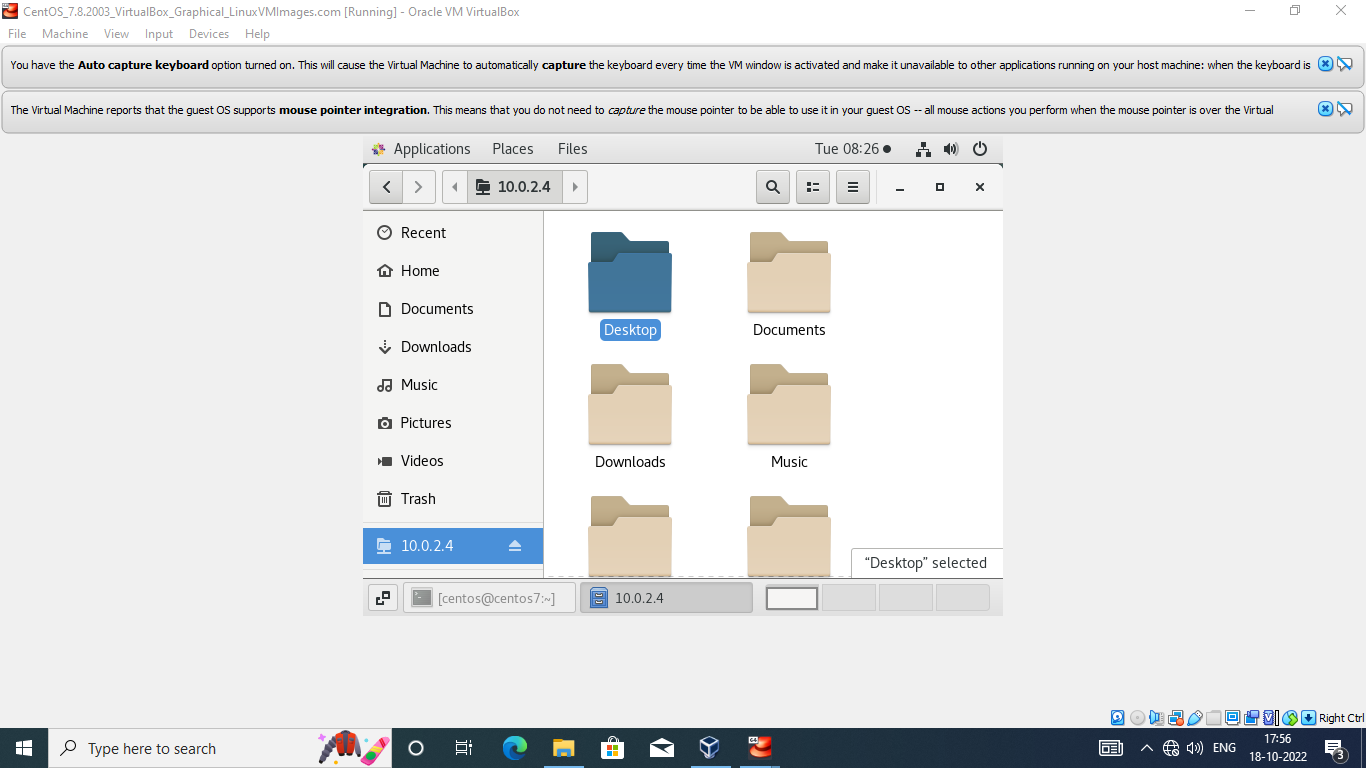 CentOS_7.8.2003_VirtualBox_Graphical_LinuxVMImages.com [Running] - Oracle VM VirtualBox
File Machine View Input Devices Help
You have the Auto capture keyboard option turned on. This will cause the Virtual Machine to automatically capture the keyboard every time the VM window is activated and make it unavailable to other applications running on your host machine: when the keyboard is
The Virtual Machine reports that the guest OS supports mouse pointer integration. This means that you do not need to capture the mouse pointer to be able to use it in your guest OS -- all mouse actions you perform when the mouse pointer is over the Virtual
Applications Places Files Tue 08:26
10.0.2.4
Recent
Home
Documents
Downloads
Music
Pictures
Videos
Trash
10.0.2.4
Desktop Documents
Downloads Music
“Desktop” selected
[centos@centos7:~] 10.0.2.4
Right Ctrl
Type here to search
ENG
17:56
18-10-2022
3